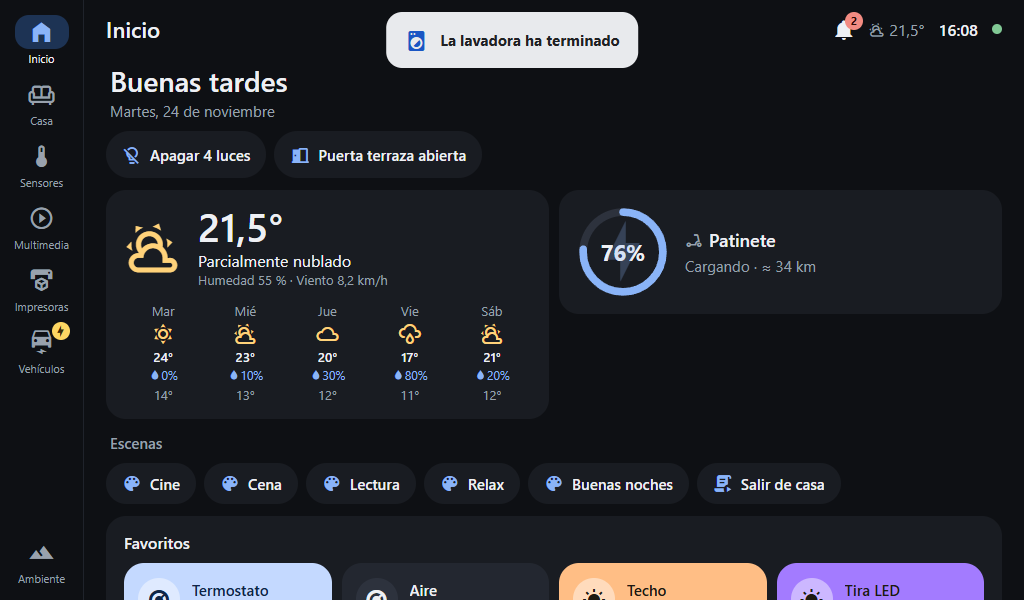 Inicio
Casa
Sensores
Multimedia
Impresoras
Vehículos
Ambiente
Inicio
La lavadora ha terminado
2
21,5°
16:08
Buenas tardes
Martes, 24 de noviembre
Apagar 4 luces
Puerta terraza abierta
21,5°
Parcialmente nublado
Humedad 55 % · Viento 8,2 km/h
Mar Mié Jue Vie Sáb
24° 23° 20° 17° 21°
0% 10% 30% 80% 20%
14° 13° 12° 11° 12°
76%
Patinete
Cargando · ≈ 34 km
Escenas
Cine
Cena
Lectura
Relax
Buenas noches
Salir de casa
Favoritos
Termostato
Aire
Techo
Tira LED